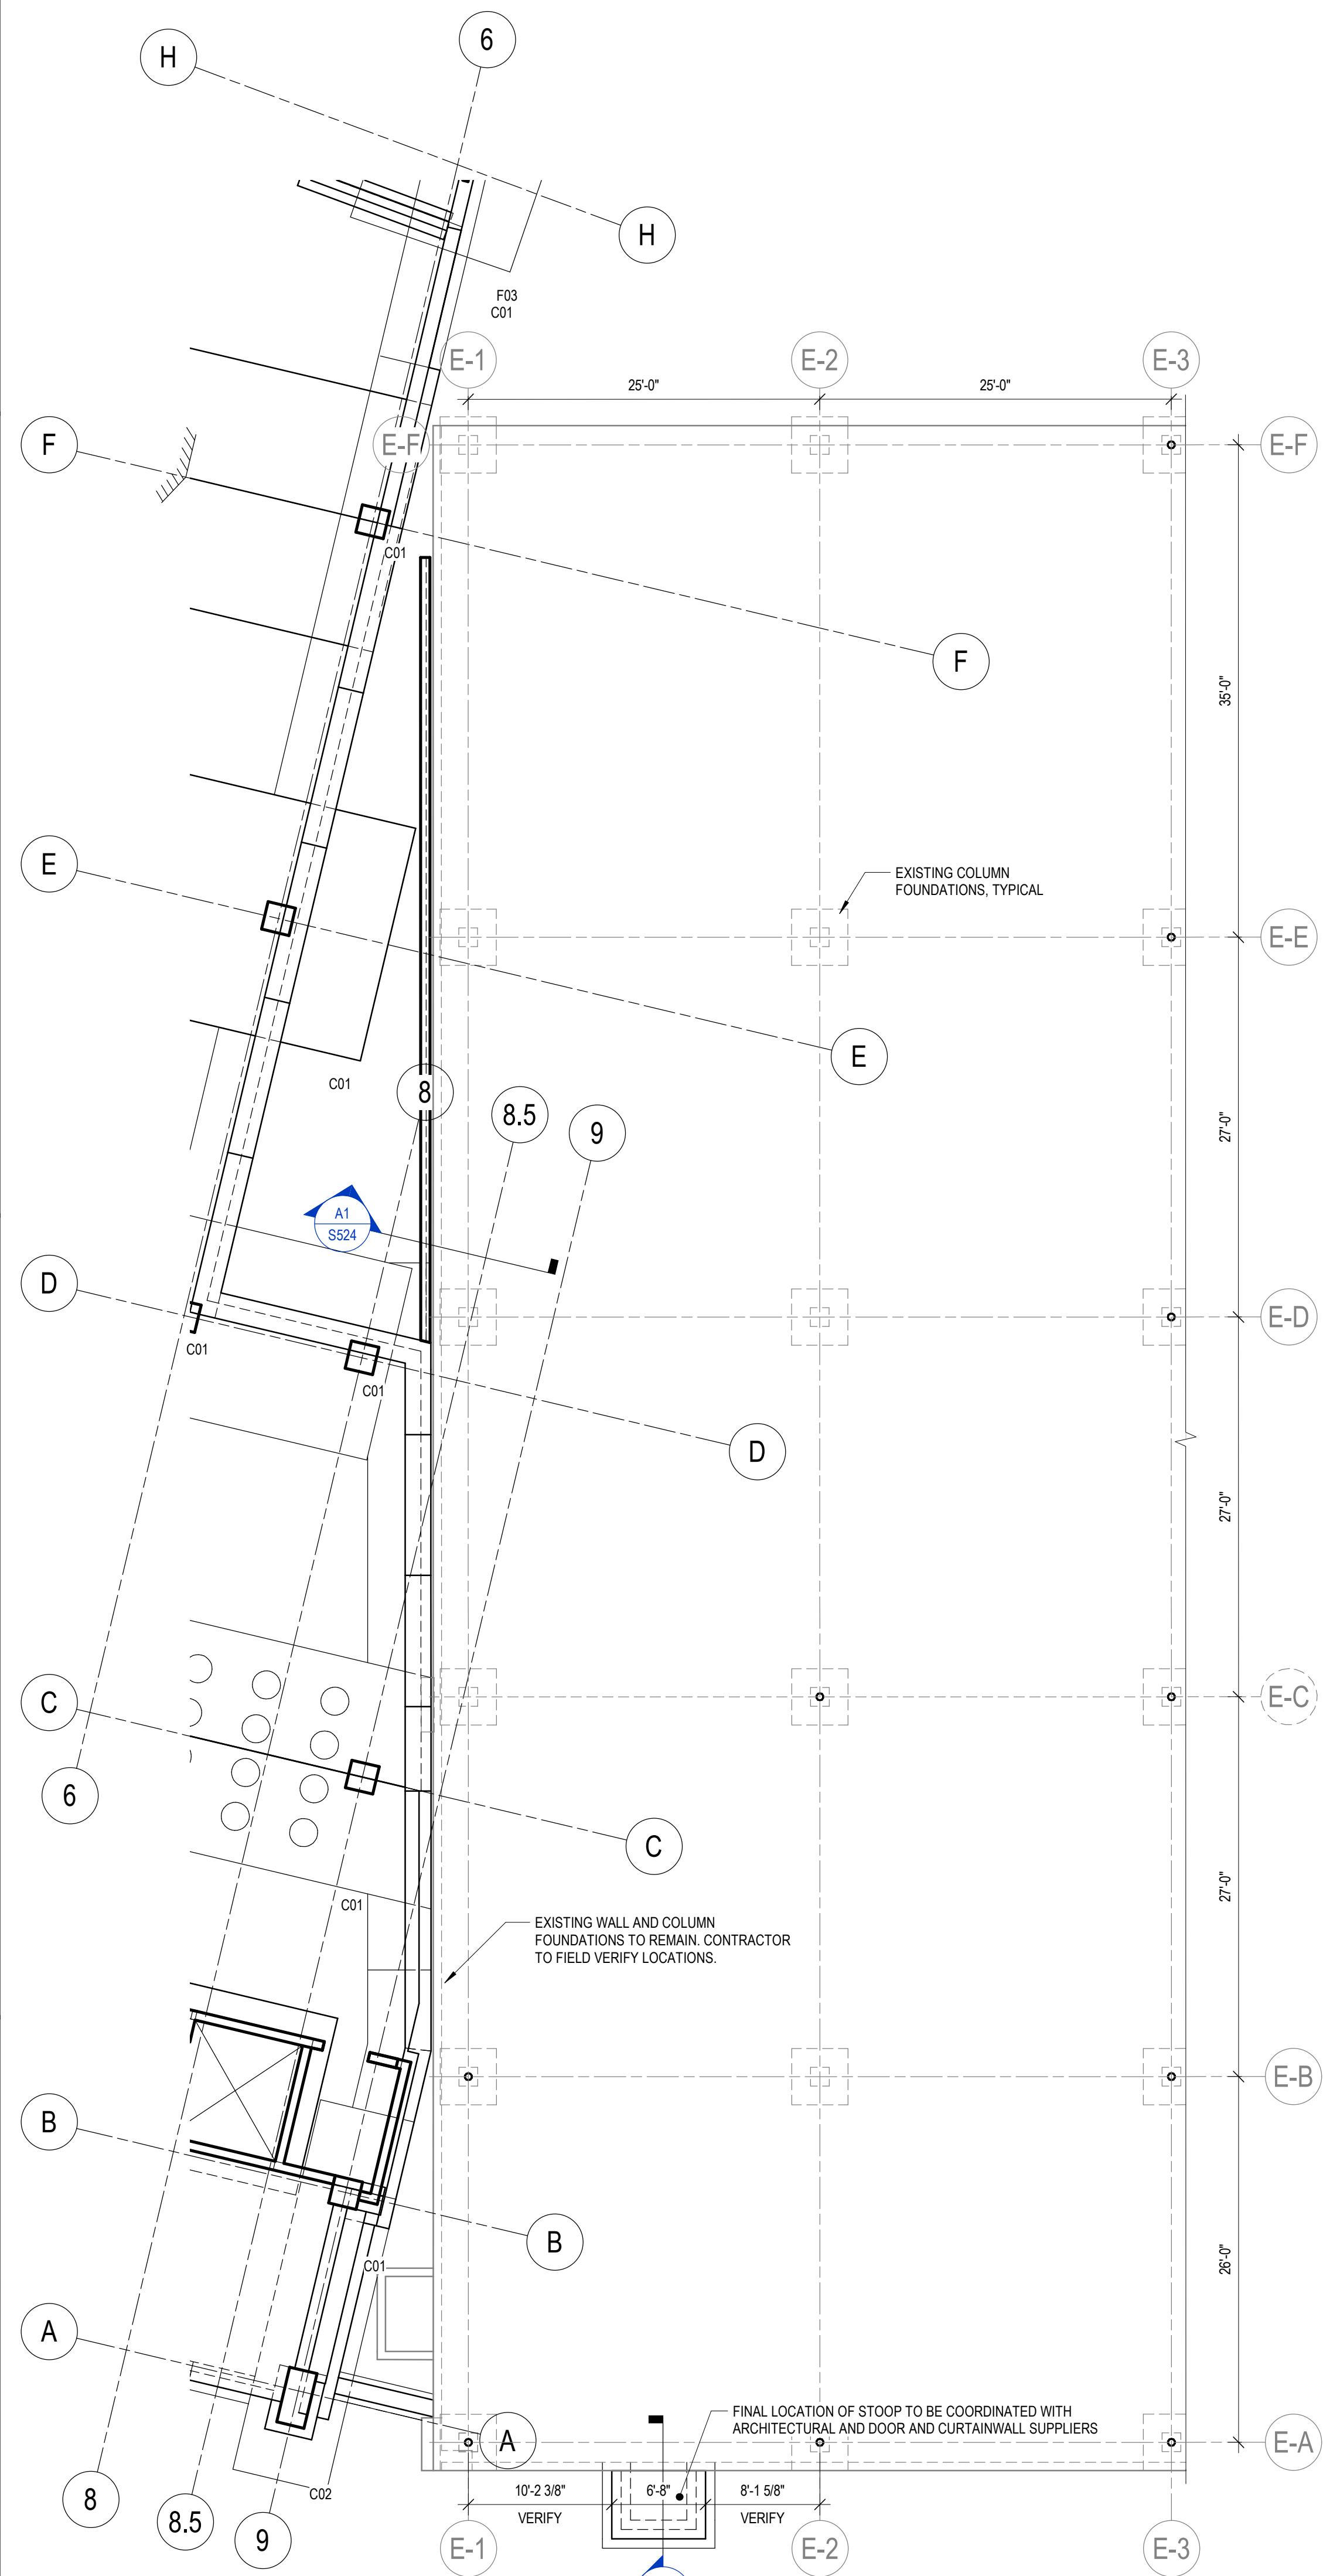 6
H
H
F03
C01
E-1
E-2
E-3
25'-0"
25'-0"
F
E-F
E-F
C01
F
35'-0"
E
EXISTING COLUMN
FOUNDATIONS, TYPICAL
E-E
E
C01
8
8.5
9
27'-0"
A1
S524
D
E-D
C01
C01
D
27'-0"
C
E-C
6
C
27'-0"
C01
EXISTING WALL AND COLUMN
FOUNDATIONS TO REMAIN. CONTRACTOR
TO FIELD VERIFY LOCATIONS.
E-B
B
B
C01
26'-0"
A
FINAL LOCATION OF STOOP TO BE COORDINATED WITH
ARCHITECTURAL AND DOOR AND CURTAINWALL SUPPLIERS
A
E-A
C02
10'-2 3/8"
6'-8"
8'-1 5/8"
VERIFY
VERIFY
8
8.5
9
E-1
E-2
E-3